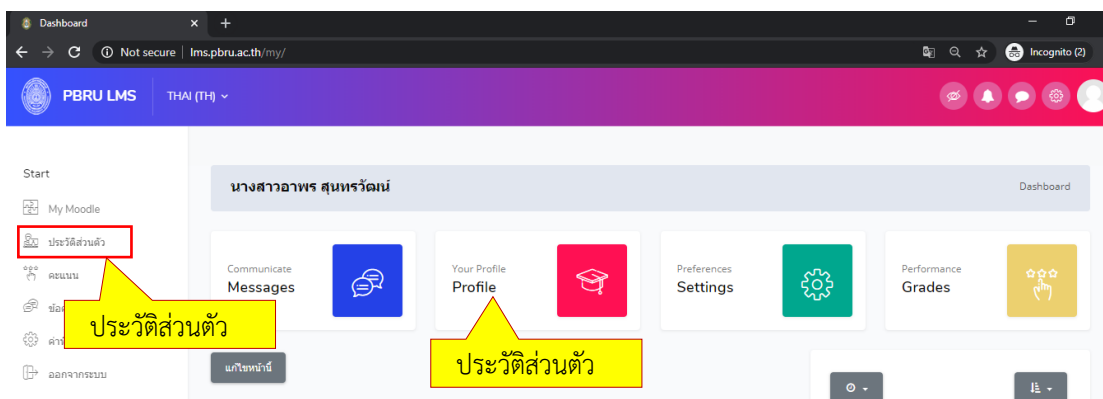 Dashboard
Not secure | lms.pbru.ac.th/my/
Incognito (2)
PBRU LMS
THAI (TH)
Start
นางสาวอาพร สุนทรวัฒน์
Dashboard
My Moodle
ประวัติส่วนตัว
คะแนน
ออกจากระบบ
Communicate
Messages
Your Profile
Profile
Preferences
Settings
Performance
Grades
ประวัติส่วนตัว
ประวัติส่วนตัว
แก้ไขหน้านี้